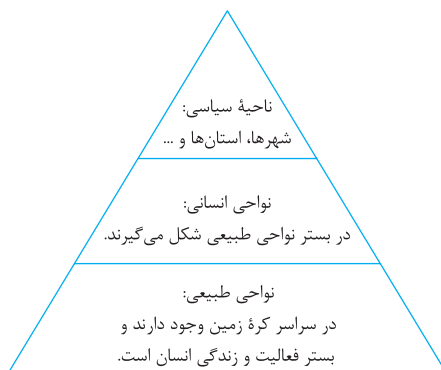 ناحیهٔ سیاسی:
شهرها، استان‌ها و ...
نواحی انسانی:
در بستر نواحی طبیعی شکل می‌گیرند.
نواحی طبیعی:
در سراسر کرهٔ زمین وجود دارند و
بستر فعالیت و زندگی انسان است.